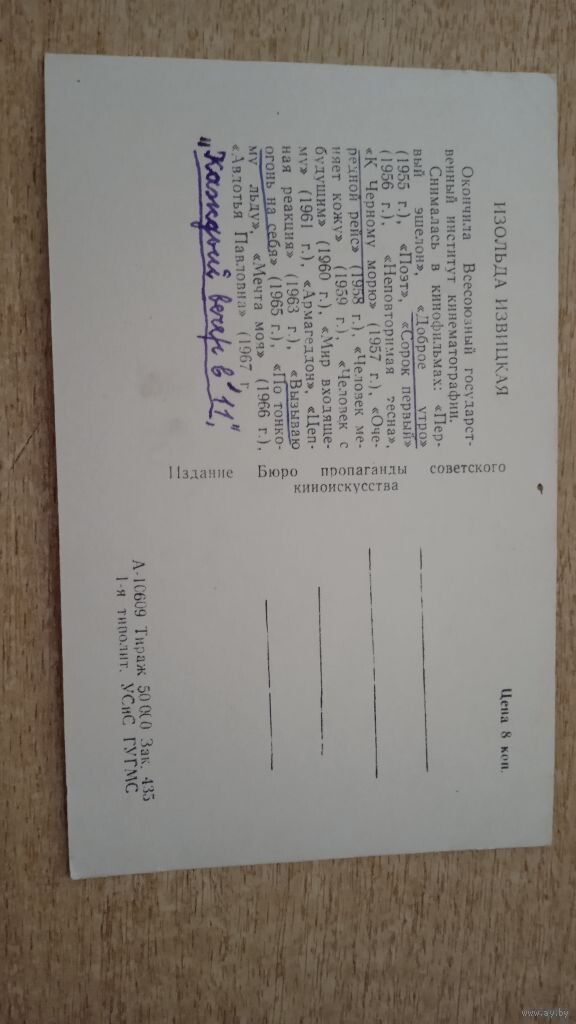 ИЗОЛЬДА ИЗВИЦКАЯ
Окончила Всесоюзный государст-
венный институт кинематографии.
Снималась в кинофильмах: «Пер-
вый эшелон», «Доброе утро»
(1955 г.), «Поэт», «Сорок первый»
(1956 г.), «Неповторимая весна»,
«К Черному морю» (1957 г.), «Оче-
редной рейс» (1958 г.), «Человек ме-
няет кожу» (1959 г.), «Человек с
будущим» (1960 г.), «Мир входяще-
му» (1961 г.), «Армагеддон», «Цеп-
ная реакция» (1963 г.), «Вызываю
огонь на себя» (1965 г.), «По тонко-
му льду», «Мечта моя» (1966 г.),
«Авдотья Павловна» (1967 г.
„Каждый вечер в 11",
Издание Бюро пропаганды советского
киноискусства
Цена 8 коп.
А-10609 Тираж 50 000 Зак. 435
1-я типолит. УСиС ГУГМС
www.ay.by